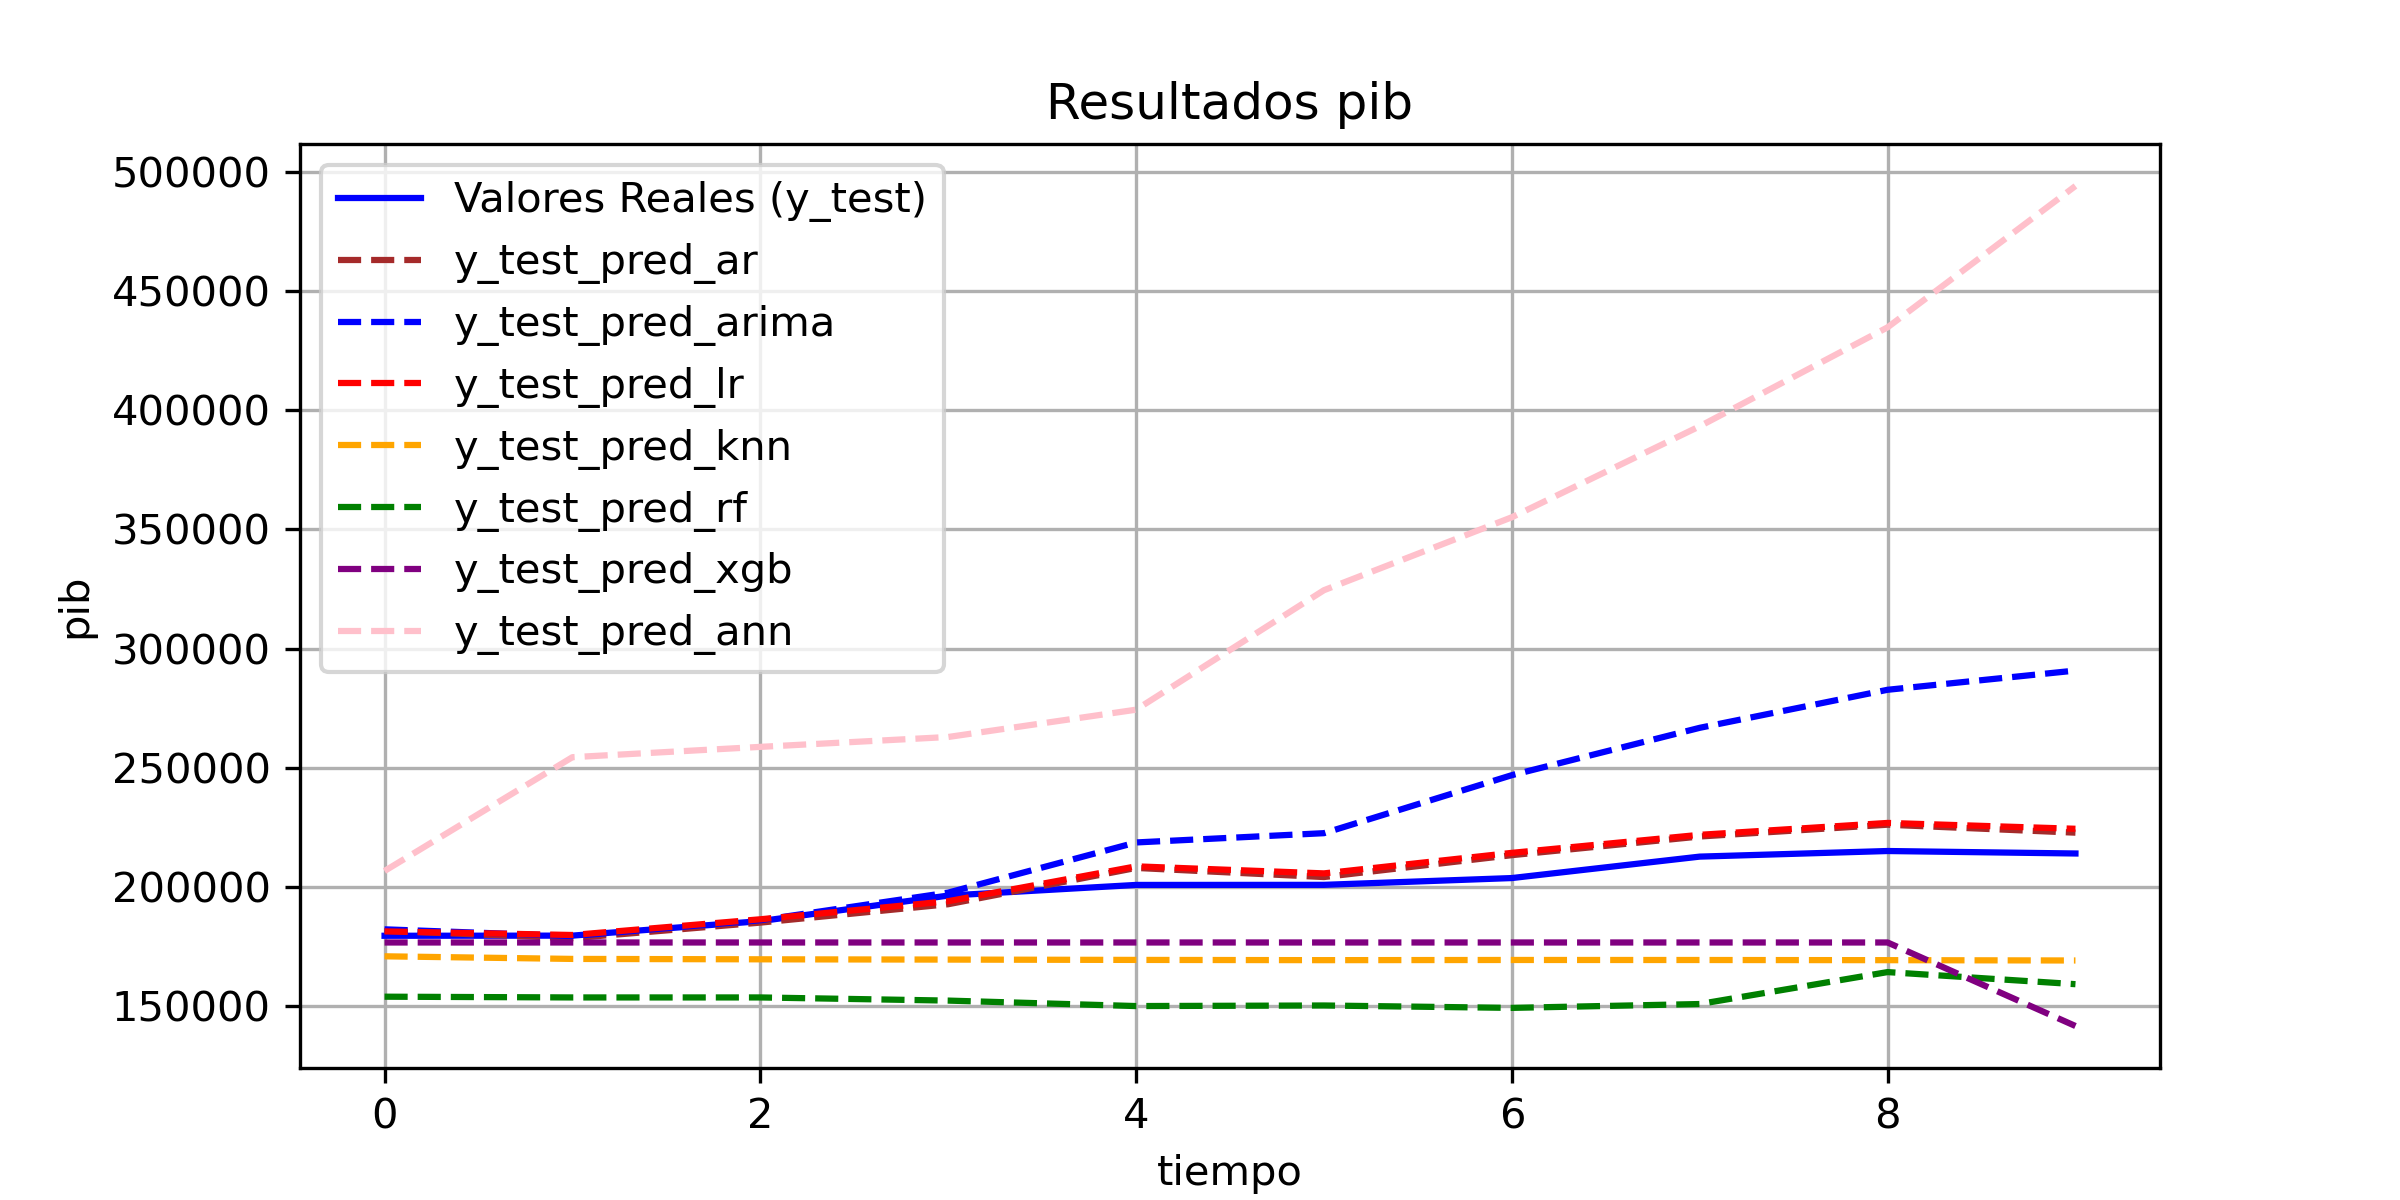 Resultados pib
500000
450000
400000
350000
300000
250000
200000
150000
pib
Valores Reales (y_test)
y_test_pred_ar
y_test_pred_arima
y_test_pred_lr
y_test_pred_knn
y_test_pred_rf
y_test_pred_xgb
y_test_pred_ann
0 2 4 6 8
tiempo